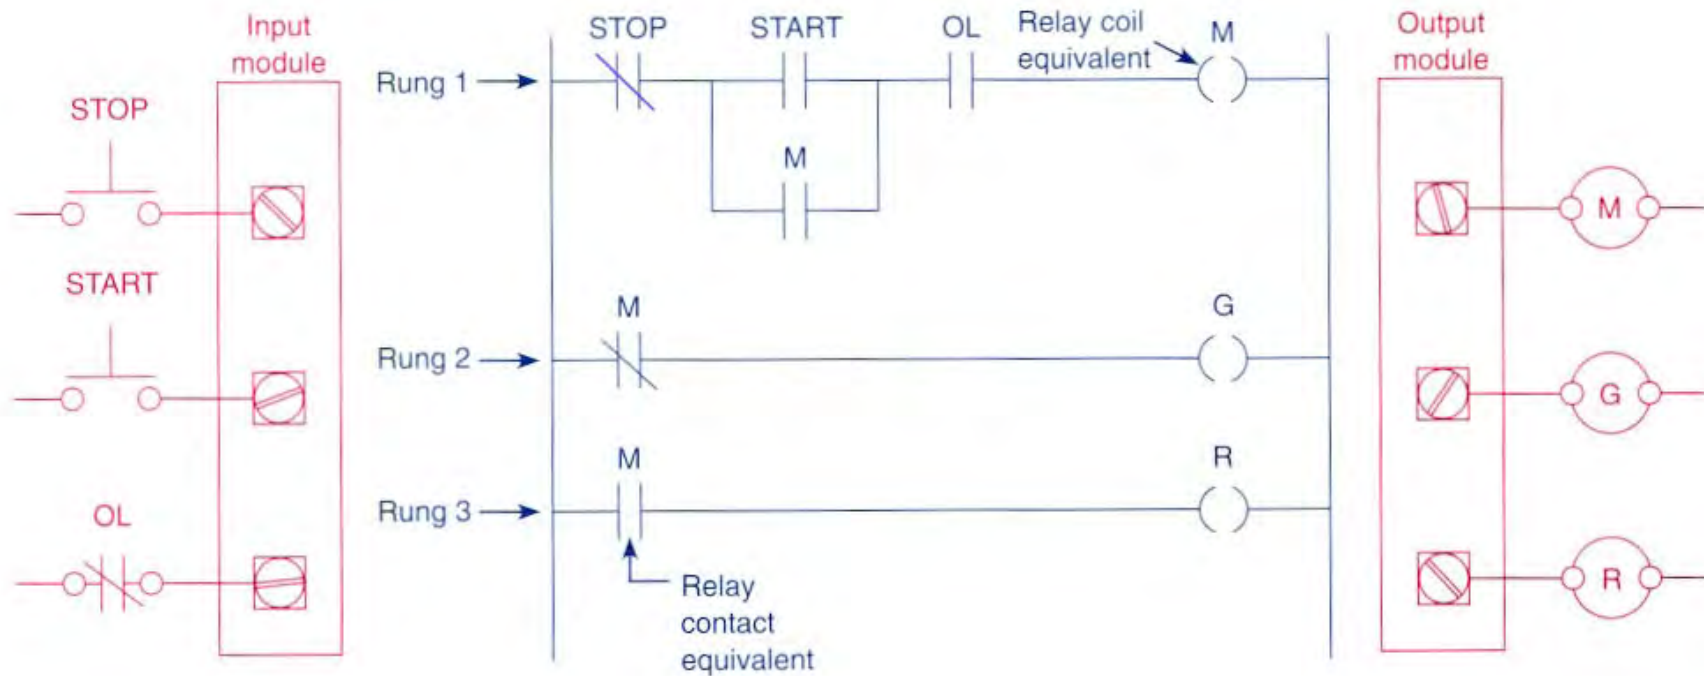 Input
module
STOP
START
OL
Rung 1
STOP
START
OL
Relay coil
equivalent
M
M
Rung 2
M
G
Rung 3
M
R
Relay
contact
equivalent
Output
module
M
G
R